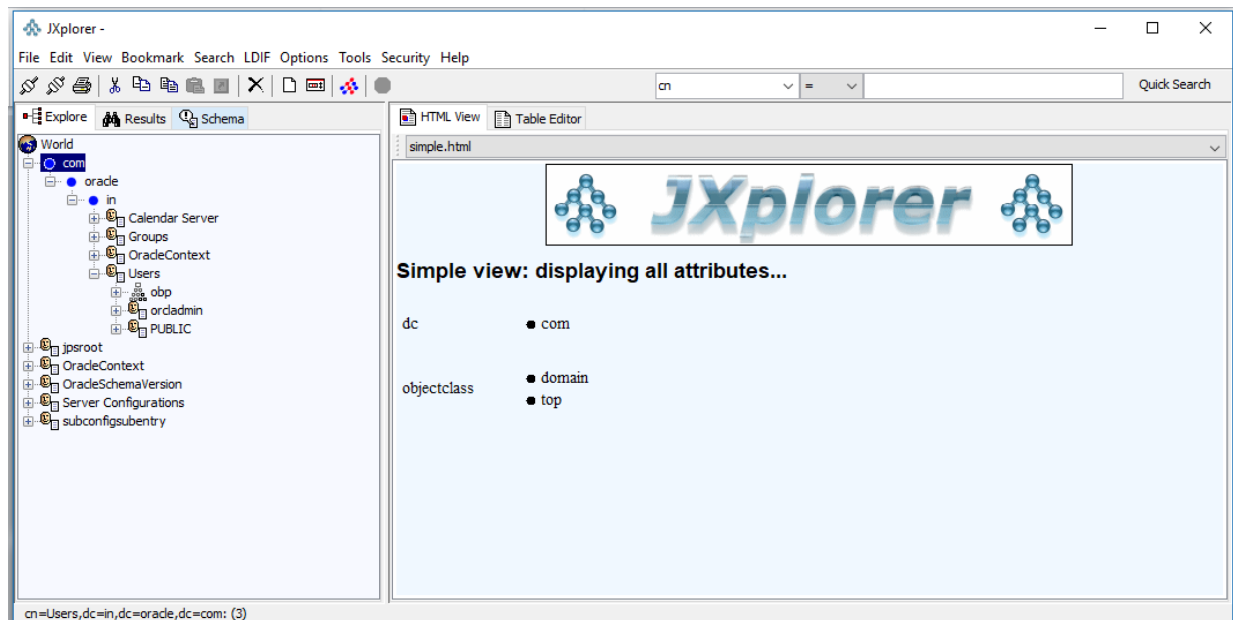 JXplorer -
File Edit View Bookmark Search LDIF Options Tools Security Help
cn = Quick Search
Explore Results Schema
HTML View Table Editor
World
com
oracle
in
Calendar Server
Groups
OracleContext
Users
obp
orcladmin
PUBLIC
jpsroot
OracleContext
OracleSchemaVersion
Server Configurations
subconfigsubentry
simple.html
JXplorer
Simple view: displaying all attributes...
dc com
objectclass domain
top
cn=Users,dc=in,dc=oracle,dc=com: (3)